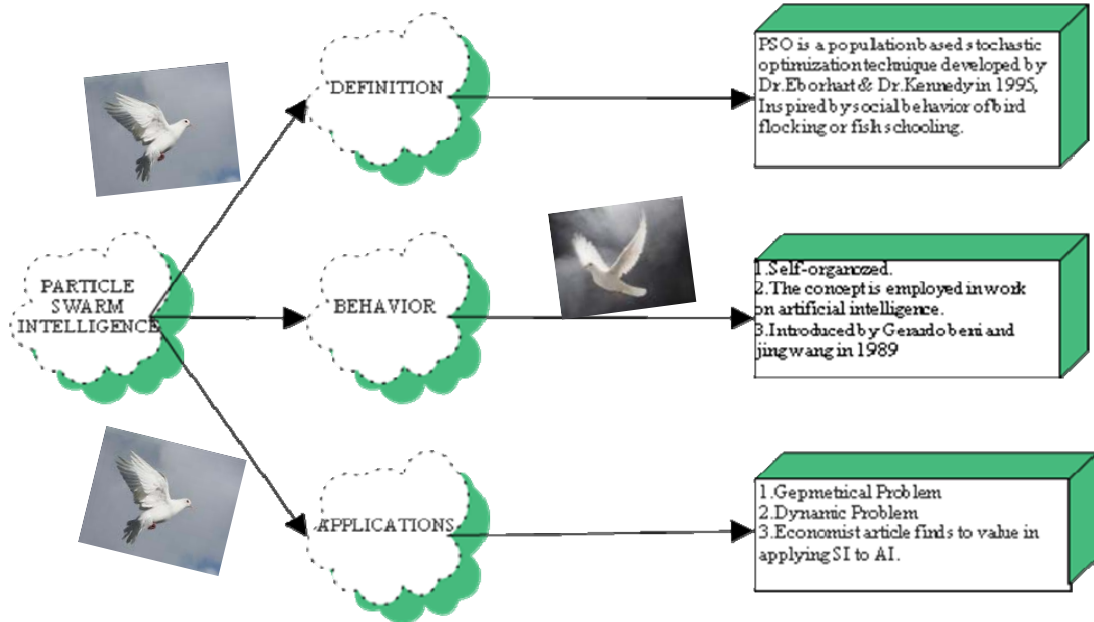 DEFINITION
PSO is a population based stochastic
optimization technique developed by
Dr.Eborhart & Dr.Kennedy in 1995,
Inspired by social behavior of bird
flocking or fish schooling.
PARTICLE
SWARM
INTELLIGENCE
BEHAVIOR
1.Self-organozed.
2.The concept is employed in work
on artificial intelligence.
3.Introduced by Gerardo beni and
jingwang in 1989
APPLICATIONS
1.Gepmetrical Problem
2.Dynamic Problem
3.Economist article finds to value in
applying SI to AI.